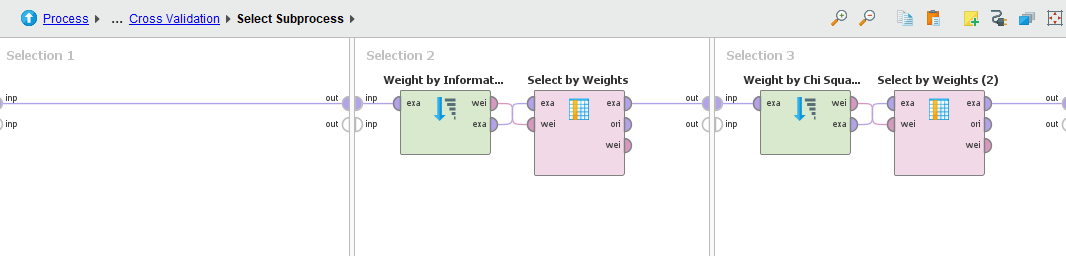 Process ▸ ... Cross Validation ▸ Select Subprocess ▸
Selection 1 Selection 2 Selection 3
Weight by Informat... Select by Weights Weight by Chi Squa... Select by Weights (2)
inp out inp exa wei exa exa out inp exa wei exa exa out
inp out inp exa wei ori out inp exa wei ori out
wei wei